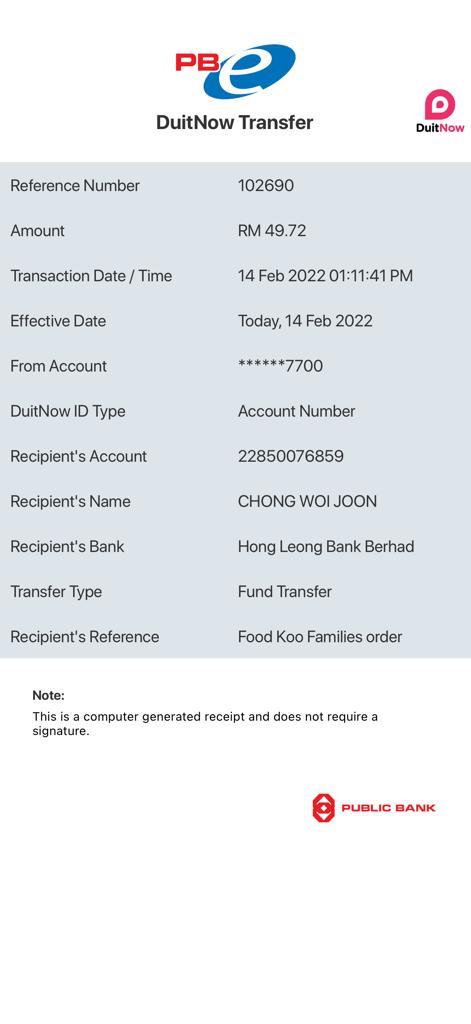 PBe
DuitNow Transfer
DuitNow
Reference Number 102690
Amount RM 49.72
Transaction Date / Time 14 Feb 2022 01:11:41 PM
Effective Date Today, 14 Feb 2022
From Account ******7700
DuitNow ID Type Account Number
Recipient's Account 22850076859
Recipient's Name CHONG WOI JOON
Recipient's Bank Hong Leong Bank Berhad
Transfer Type Fund Transfer
Recipient's Reference Food Koo Families order
Note:
This is a computer generated receipt and does not require a
signature.
PUBLIC BANK